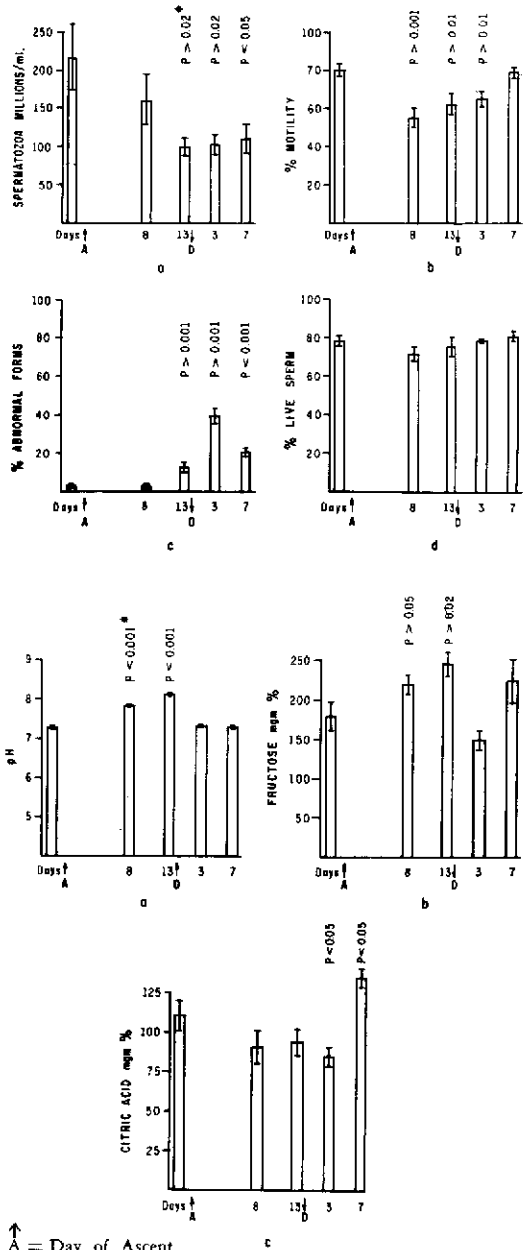 SPERMATOZOA MILLIONS/ml.
250
200
150
100
50
*
P > 0.02
P > 0.02
P < 0.05
Days ↑ 8 13↓ 3 7
A D
a
% MOTILITY
100
80
60
70
20
P > 0.001
P > 0.01
P > 0.01
Days ↑ 8 13↓ 3 7
A D
b
% ABNORMAL FORMS
100
80
60
40
20
P > 0.001
P > 0.001
P < 0.001
Days ↑ 8 13↓ 3 7
A D
c
% LIVE SPERM
100
80
60
40
20
Days ↑ 8 13↓ 3 7
A D
d
pH
9
8
7
6
5
*
P < 0.001
P < 0.001
Days ↑ 8 13↑ 3 7
A D
a
FRUCTOSE mgm %
250
200
150
100
50
P > 0.05
P > 0.02
Days ↑ 8 13↓ 3 7
A D
b
CITRIC ACID mgm %
125
100
75
50
25
P < 0.05
P < 0.05
Days ↑ 8 13↑ 3 7
A D
c
↑
A = Day of Ascent